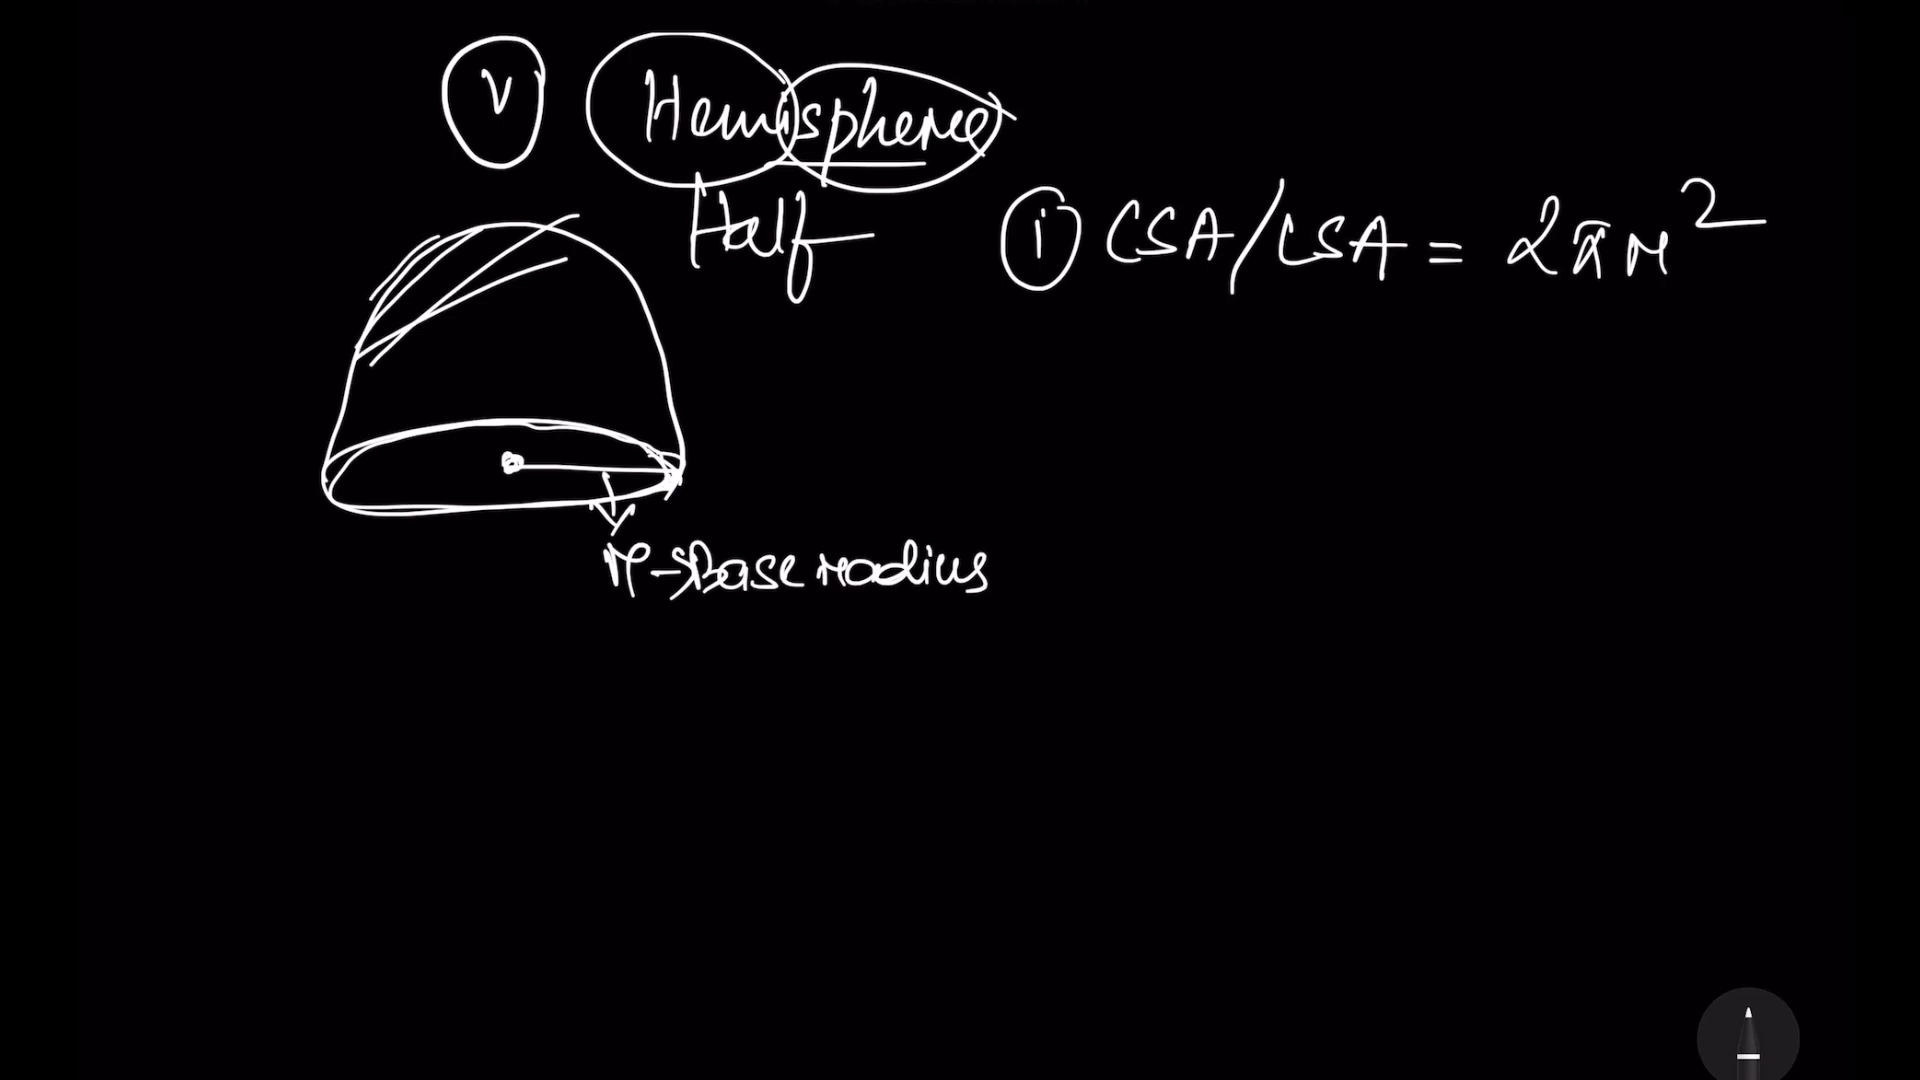 V Hemisphere
Half
i CSA/LSA = 2πr²
r → Base radius